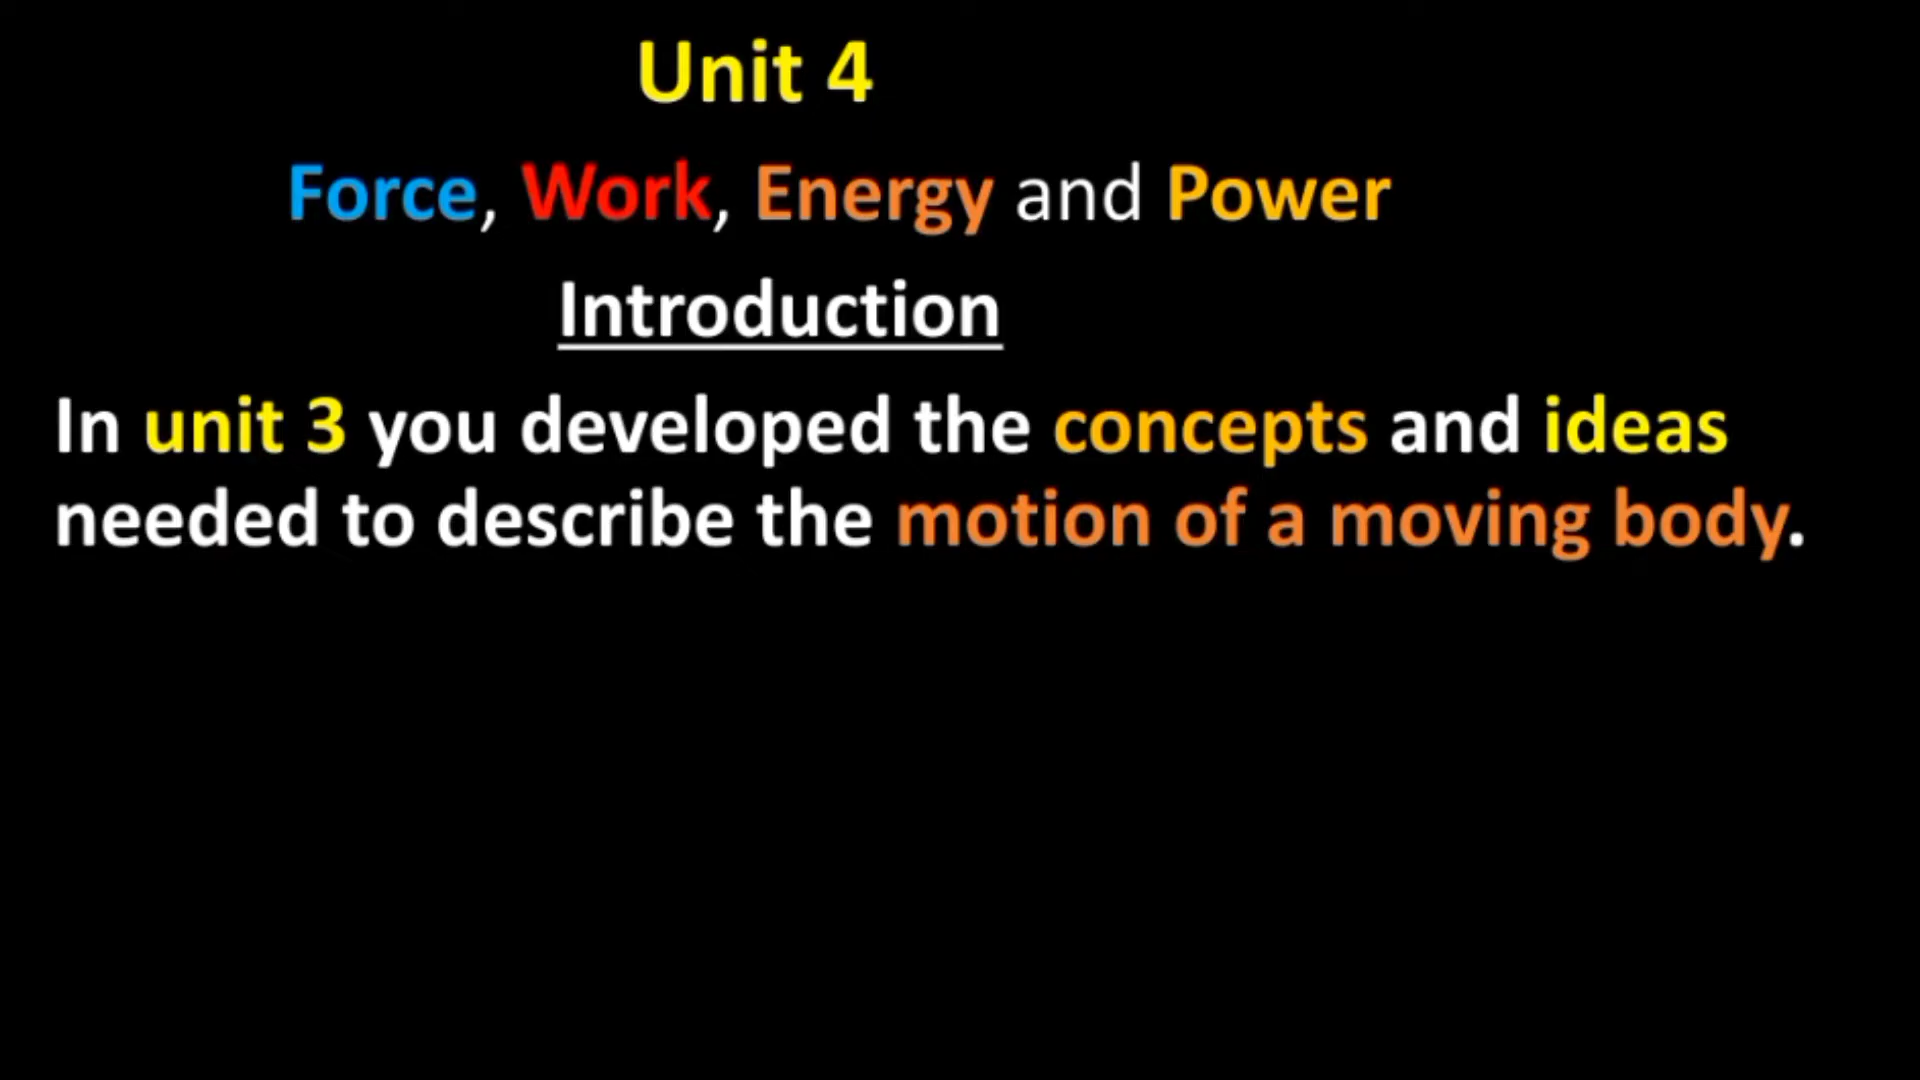 Unit 4
Force, Work, Energy and Power
Introduction
In unit 3 you developed the concepts and ideas
needed to describe the motion of a moving body.